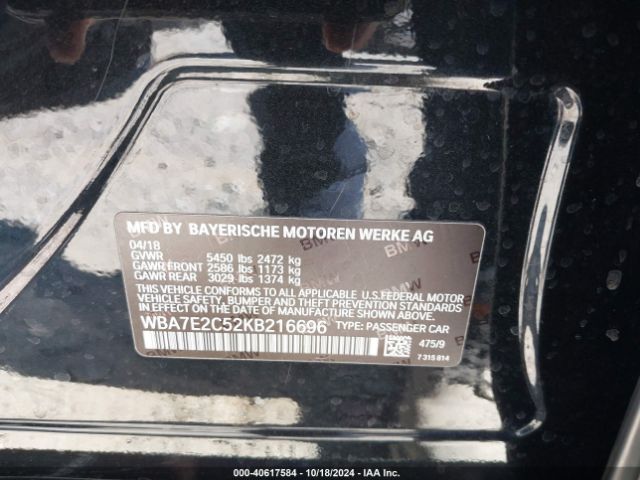 MFD BY BAYERISCHE MOTOREN WERKE AG
04/18
GVWR 5450 lbs 2472 kg
GAWR FRONT 2586 lbs 1173 kg
GAWR REAR 3029 lbs 1374 kg
THIS VEHICLE CONFORMS TO ALL APPLICABLE U.S.FEDERAL MOTOR
VEHICLE SAFETY, BUMPER, AND THEFT PREVENTION STANDARDS
IN EFFECT ON THE DATE OF MANUFACTURE SHOWN ABOVE.
WBA7E2C52KB216696 TYPE: PASSENGER CAR
475/9
7 315 814
000-40617584 | 10/18/2024 | IAA Inc.